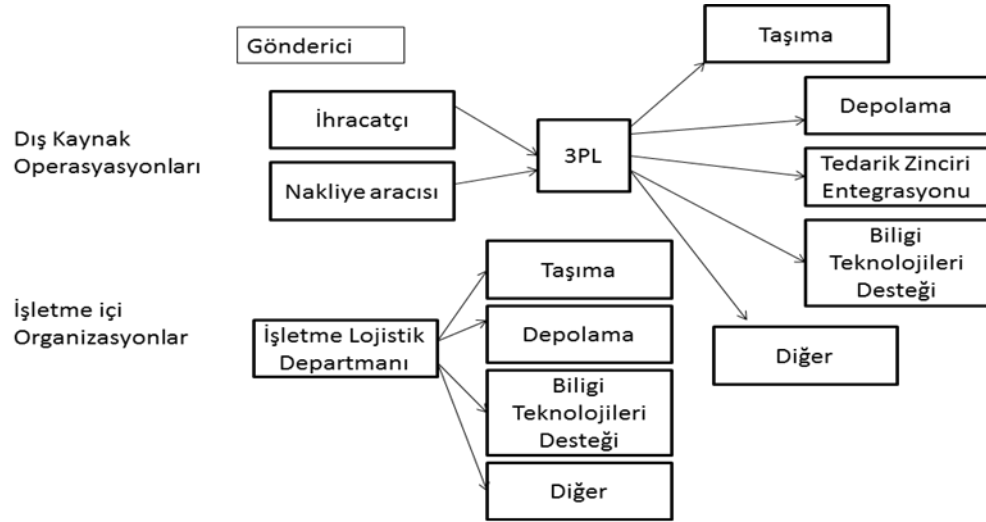 Gönderici
Taşıma
İhracatçı
Depolama
Dış Kaynak
Operasyasyonları
3PL
Nakliye aracısı
Tedarik Zinciri
Entegrasyonu
Biligi
Teknolojileri
Desteği
Diğer
İşletme içi
Organizasyonlar
İşletme Lojistik
Departmanı
Taşıma
Depolama
Biligi
Teknolojileri
Desteği
Diğer